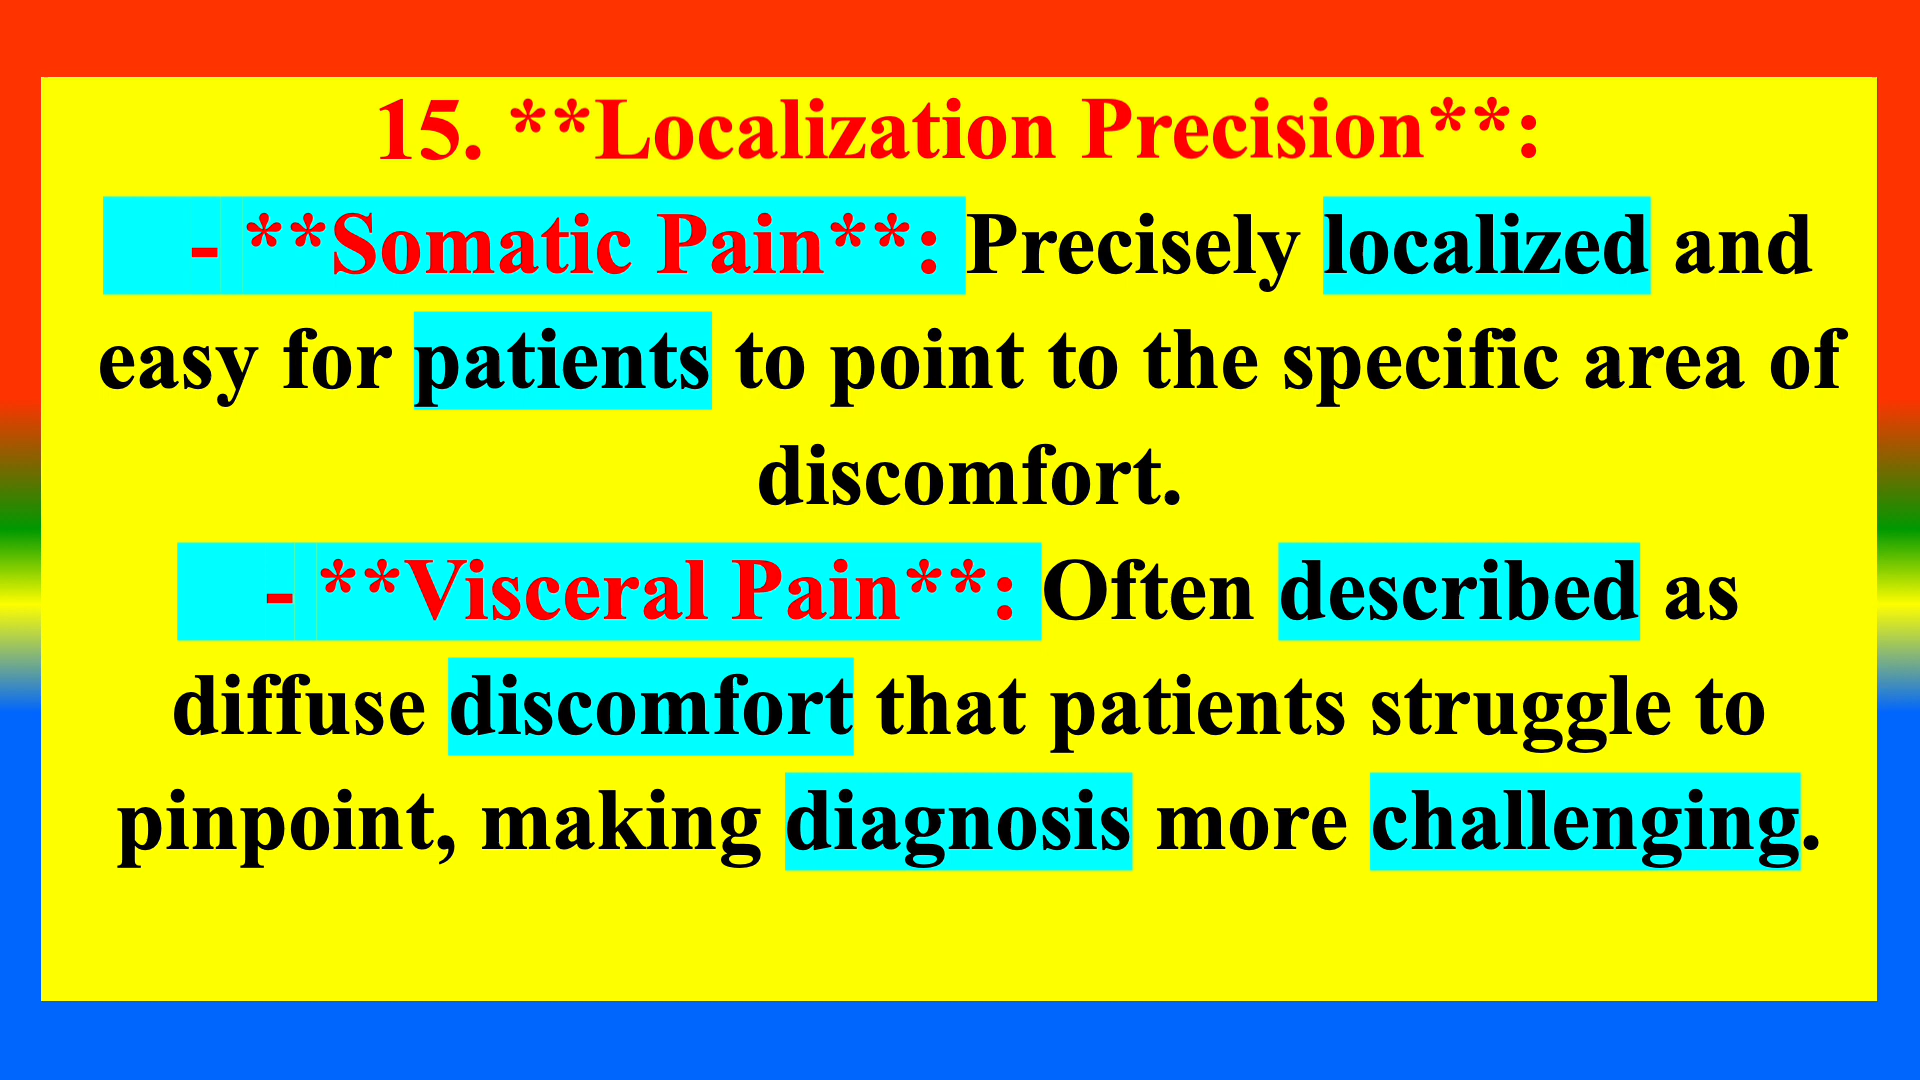 15. **Localization Precision**:
- **Somatic Pain**: Precisely localized and
easy for patients to point to the specific area of
discomfort.
- **Visceral Pain**: Often described as
diffuse discomfort that patients struggle to
pinpoint, making diagnosis more challenging.